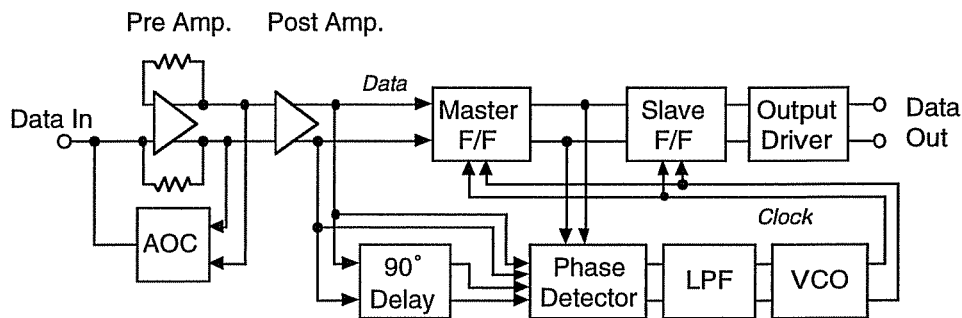 Pre Amp.
Post Amp.
Data
Data In
Master
F/F
Slave
F/F
Output
Driver
Data
Out
Clock
AOC
90°
Delay
Phase
Detector
LPF
VCO